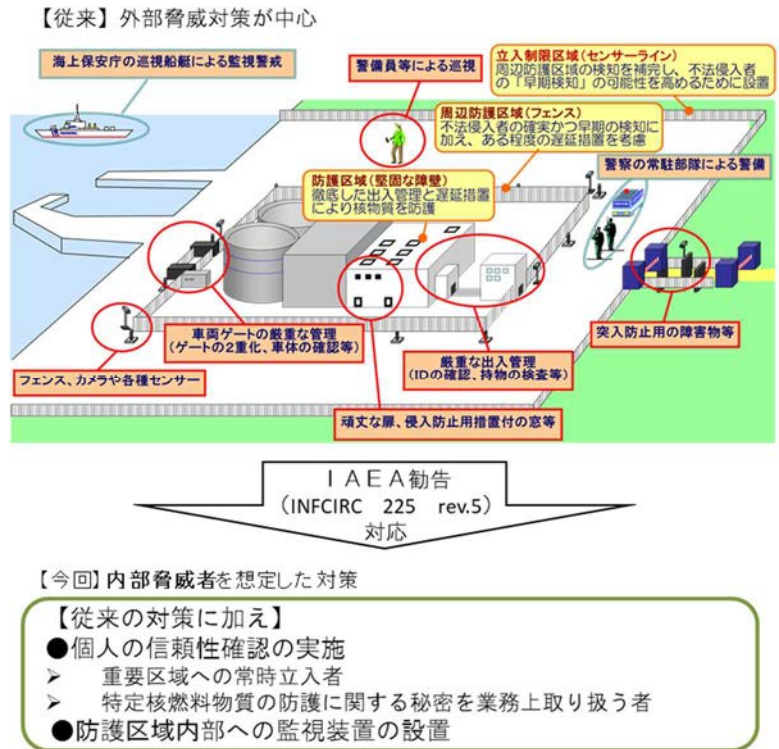 【従来】外部脅威対策が中心
海上保安庁の巡視船艇による監視警戒
警備員等による巡視
立入制限区域(センサーライン)
周辺防護区域の検知を補完し、不法侵入者
の「早期検知」の可能性を高めるために設置
周辺防護区域(フェンス)
不法侵入者の確実かつ早期の検知に
加え、ある程度の遅延措置を考慮
防護区域(堅固な障壁)
徹底した出入管理と遅延措置
により核物質を防護
警察の常駐部隊による警備
車両ゲートの厳重な管理
(ゲートの2重化、車体の確認等)
厳重な出入管理
(IDの確認、持物の検査等)
突入防止用の障害物等
フェンス、カメラや各種センサー
頑丈な扉、侵入防止用措置付の窓等
IAEA勧告
(INFCIRC 225 rev.5)
対応
【今回】内部脅威者を想定した対策
【従来の対策に加え】
●個人の信頼性確認の実施
➢ 重要区域への常時立入者
➢ 特定核燃料物質の防護に関する秘密を業務上取り扱う者
●防護区域内部への監視装置の設置